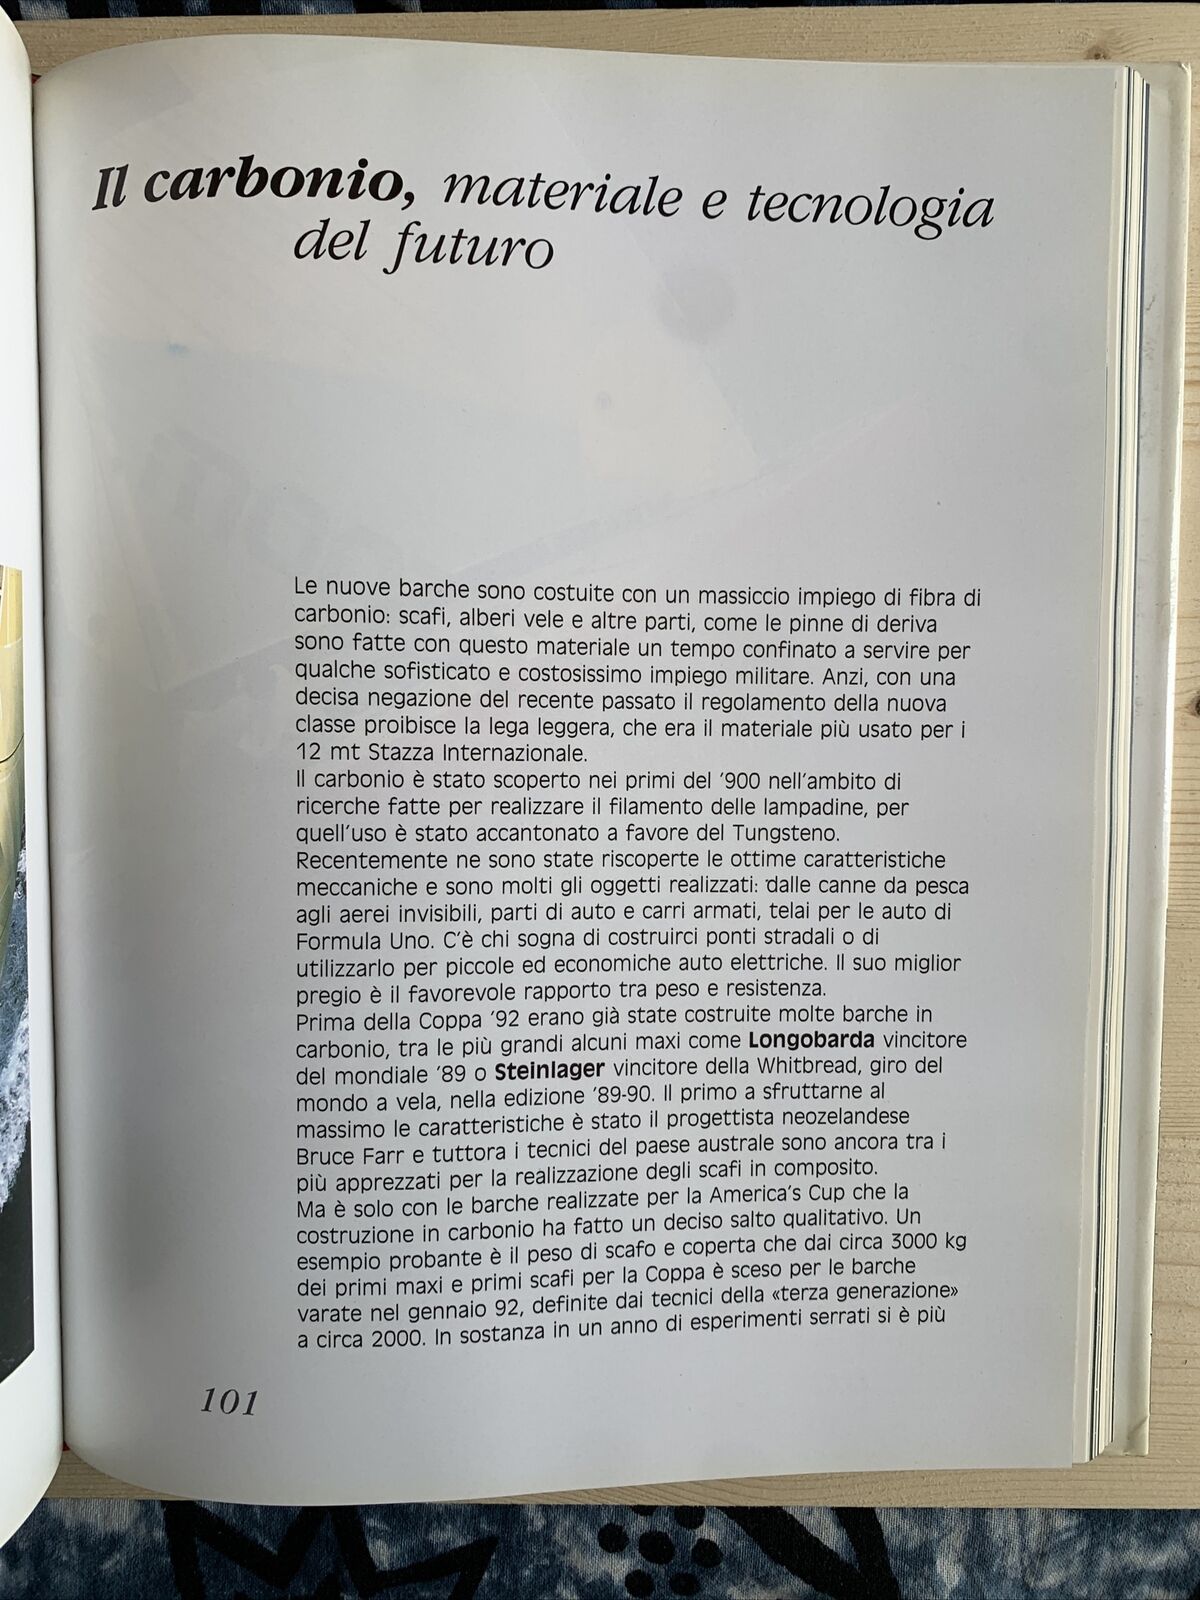 Il carbonio, materiale e tecnologia
del futuro
Le nuove barche sono costuite con un massiccio impiego di fibra di
carbonio: scafi, alberi vele e altre parti, come le pinne di deriva
sono fatte con questo materiale un tempo confinato a servire per
qualche sofisticato e costosissimo impiego militare. Anzi, con una
decisa negazione del recente passato il regolamento della nuova
classe proibisce la lega leggera, che era il materiale più usato per i
12 mt Stazza Internazionale.
Il carbonio è stato scoperto nei primi del '900 nell'ambito di
ricerche fatte per realizzare il filamento delle lampadine, per
quell'uso è stato accantonato a favore del Tungsteno.
Recentemente ne sono state riscoperte le ottime caratteristiche
meccaniche e sono molti gli oggetti realizzati: dalle canne da pesca
agli aerei invisibili, parti di auto e carri armati, telai per le auto di
Formula Uno. C'è chi sogna di costruirci ponti stradali o di
utilizzarlo per piccole ed economiche auto elettriche. Il suo miglior
pregio è il favorevole rapporto tra peso e resistenza.
Prima della Coppa '92 erano già state costruite molte barche in
carbonio, tra le più grandi alcuni maxi come Longobarda vincitore
del mondiale '89 o Steinlager vincitore della Whitbread, giro del
mondo a vela, nella edizione '89-90. Il primo a sfruttarne al
massimo le caratteristiche è stato il progettista neozelandese
Bruce Farr e tuttora i tecnici del paese australe sono ancora tra i
più apprezzati per la realizzazione degli scafi in composito.
Ma è solo con le barche realizzate per la America's Cup che la
costruzione in carbonio ha fatto un deciso salto qualitativo. Un
esempio probante è il peso di scafo e coperta che dai circa 3000 kg
dei primi maxi e primi scafi per la Coppa è sceso per le barche
varate nel gennaio 92, definite dai tecnici della «terza generazione»
a circa 2000. In sostanza in un anno di esperimenti serrati si è più
101